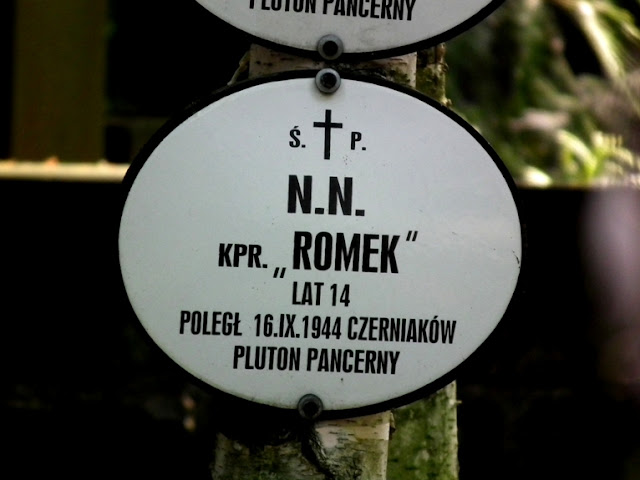 PLUTON PANCERNY
Ś. P.
N.N.
KPR. „ROMEK"
LAT 14
POLEGŁ 16.IX.1944 CZERNIAKÓW
PLUTON PANCERNY